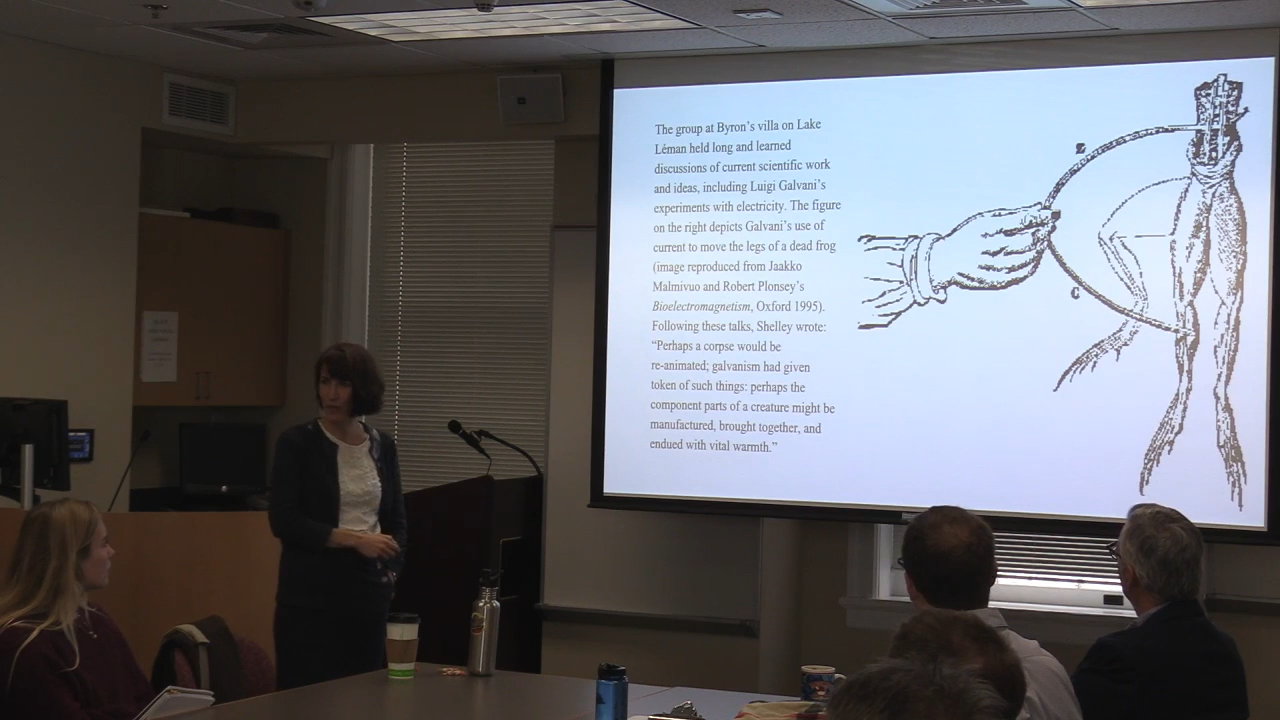 The group at Byron's villa on Lake
Léman held long and learned
discussions of current scientific work
and ideas, including Luigi Galvani's
experiments with electricity. The figure
on the right depicts Galvani's use of
current to move the legs of a dead frog
(image reproduced from Jaakko
Malmivuo and Robert Plonsey's
Bioelectromagnetism, Oxford 1995).
Following these talks, Shelley wrote:
“Perhaps a corpse would be
re-animated; galvanism had given
token of such things: perhaps the
component parts of a creature might be
manufactured, brought together, and
endued with vital warmth.”